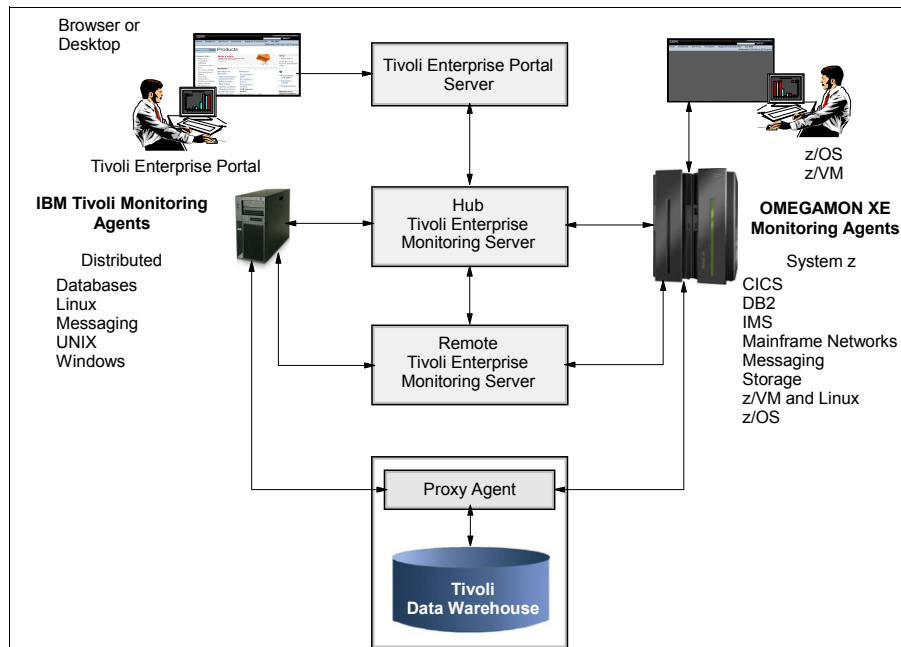 Browser or
Desktop
Products
Tivoli Enterprise Portal
Server
Tivoli Enterprise Portal
z/OS
z/VM
IBM Tivoli Monitoring
Agents
Hub
Tivoli Enterprise
Monitoring Server
OMEGAMON XE
Monitoring Agents
Distributed
Databases
Linux
Messaging
UNIX
Windows
System z
CICS
DB2
IMS
Mainframe Networks
Messaging
Storage
z/VM and Linux
z/OS
Remote
Tivoli Enterprise
Monitoring Server
Proxy Agent
Tivoli
Data Warehouse